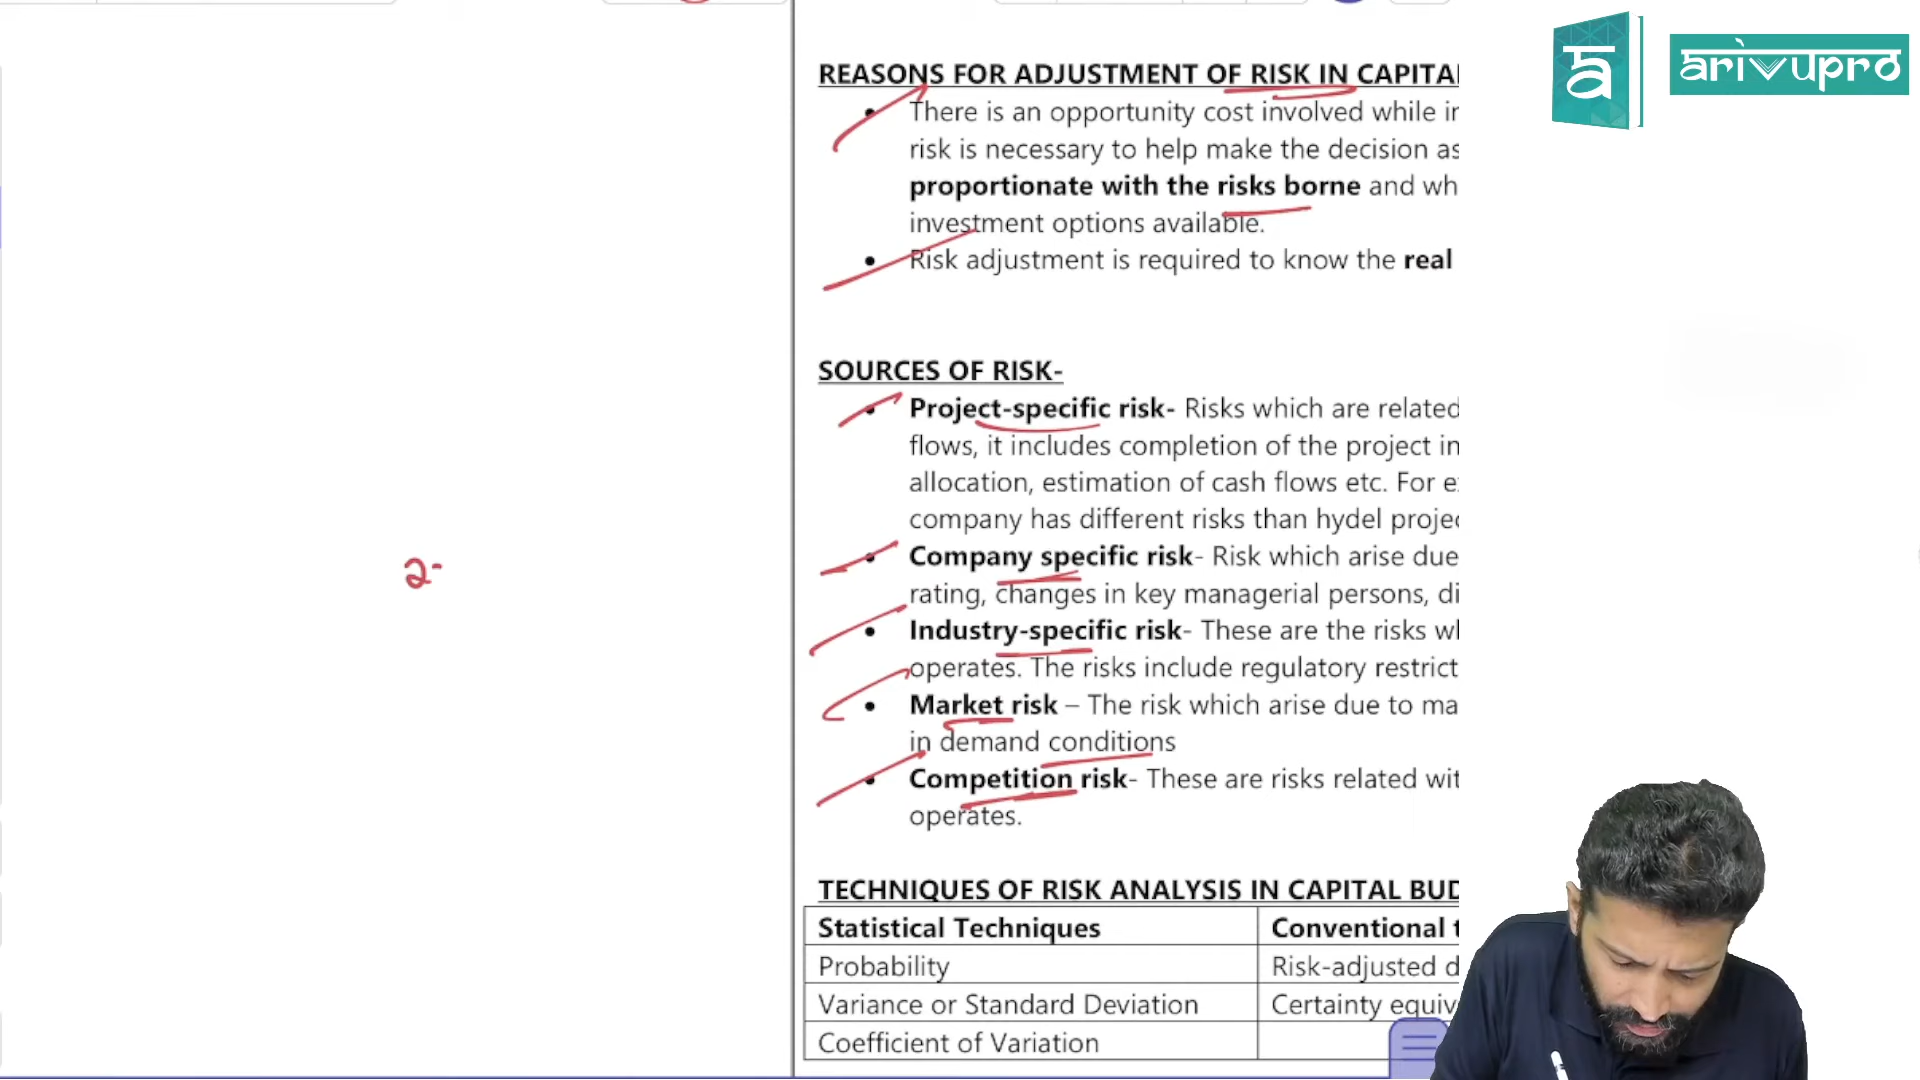 arivupro
REASONS FOR ADJUSTMENT OF RISK IN CAPITAL
There is an opportunity cost involved while in
risk is necessary to help make the decision as
proportionate with the risks borne and wh
investment options available.
Risk adjustment is required to know the real
SOURCES OF RISK-
Project-specific risk- Risks which are related
flows, it includes completion of the project in
allocation, estimation of cash flows etc. For e
company has different risks than hydel projec
Company specific risk- Risk which arise due
rating, changes in key managerial persons, di
Industry-specific risk- These are the risks wh
operates. The risks include regulatory restrict
Market risk – The risk which arise due to ma
in demand conditions
Competition risk- These are risks related wit
operates.
2-
TECHNIQUES OF RISK ANALYSIS IN CAPITAL BUD
Statistical Techniques Conventional t
Probability Risk-adjusted d
Variance or Standard Deviation Certainty equiv
Coefficient of Variation